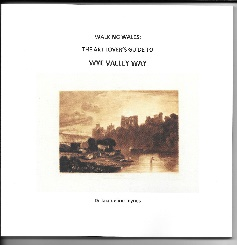 WALKING WALES:
THE ART LOVER'S GUIDE TO
WYE VALLEY WAY